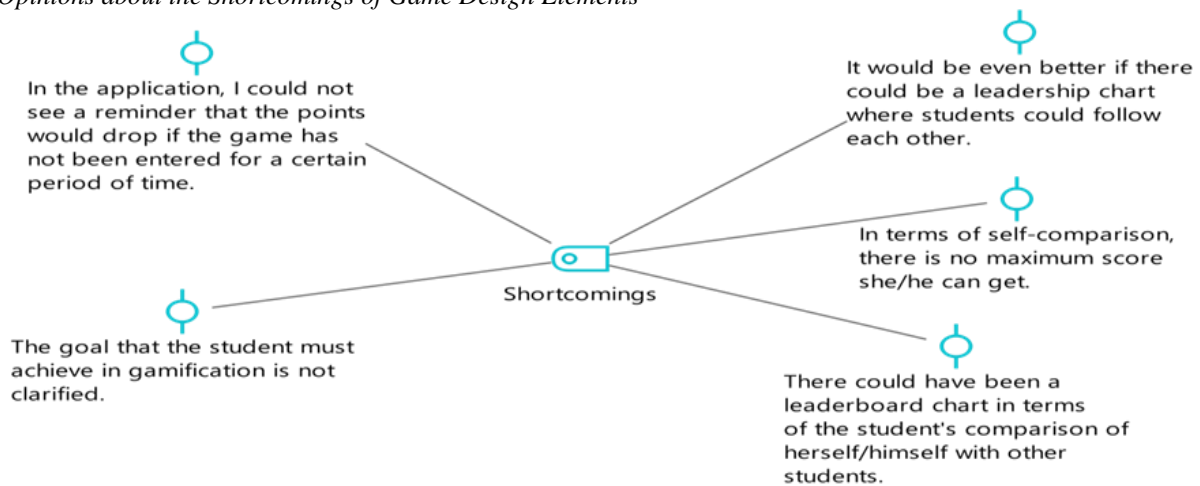 Opinions about the Shortcomings of Game Design Elements
In the application, I could not
see a reminder that the points
would drop if the game has
not been entered for a certain
period of time.
It would be even better if there
could be a leadership chart
where students could follow
each other.
In terms of self-comparison,
there is no maximum score
she/he can get.
Shortcomings
The goal that the student must
achieve in gamification is not
clarified.
There could have been a
leaderboard chart in terms
of the student's comparison of
herself/himself with other
students.